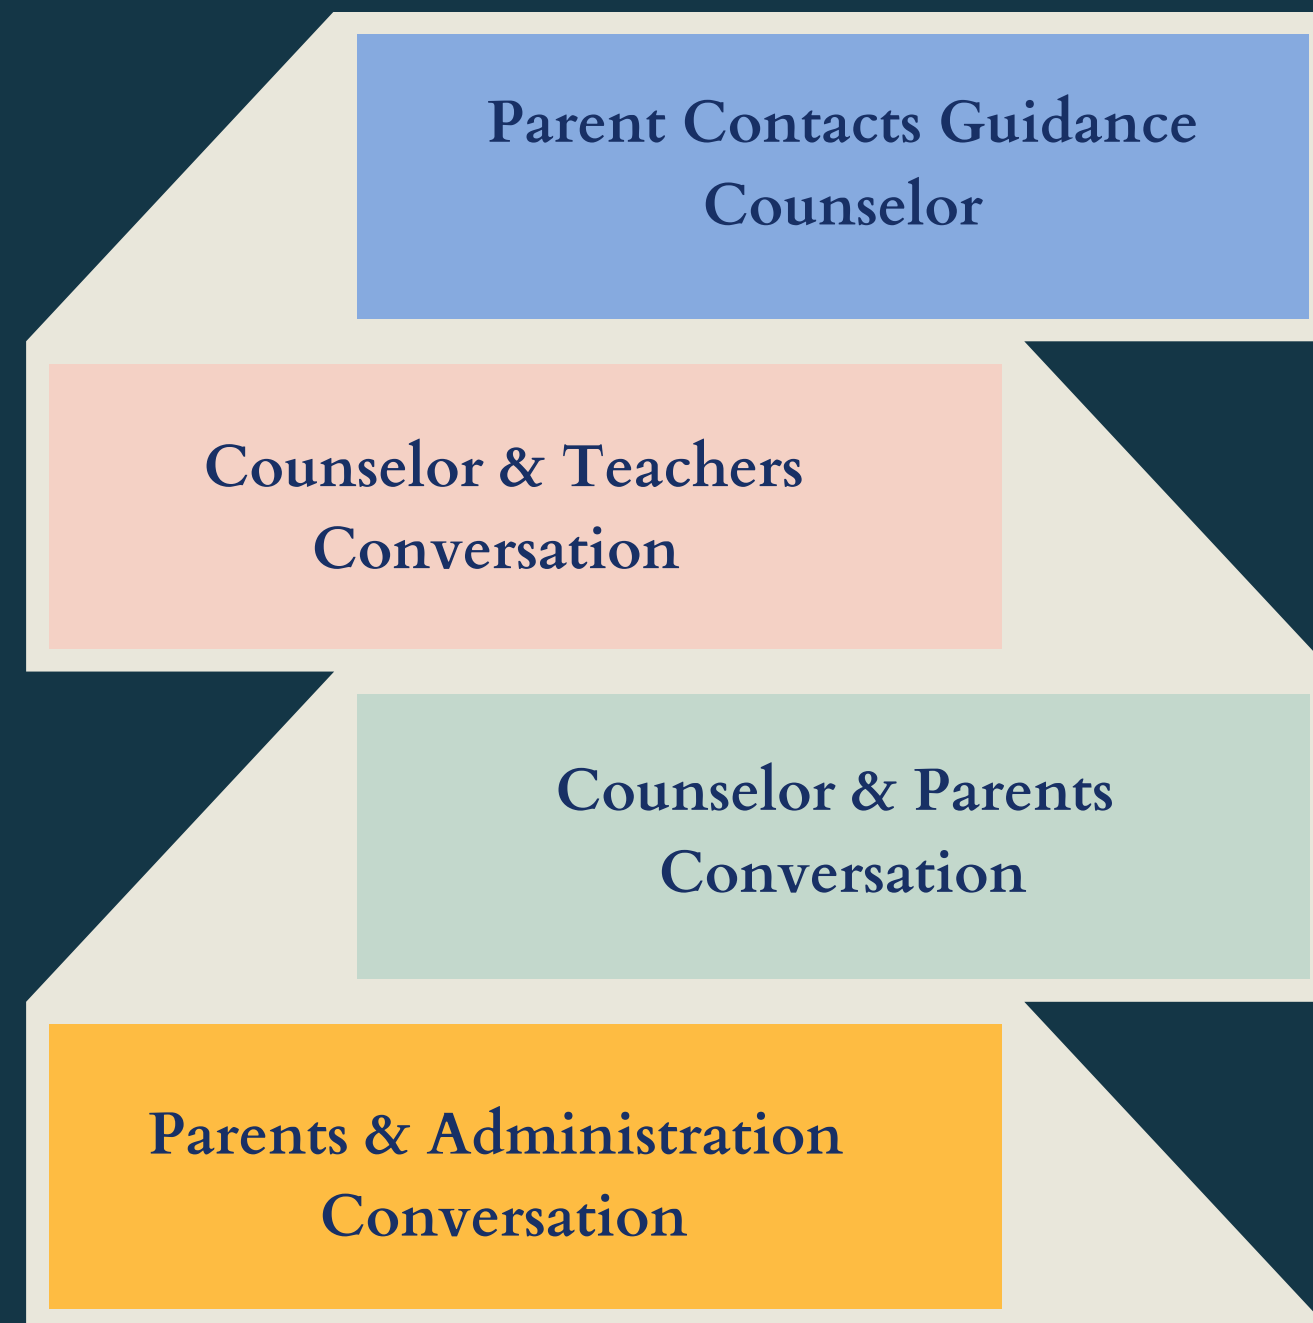 Parent Contacts Guidance
Counselor
Counselor & Teachers
Conversation
Counselor & Parents
Conversation
Parents & Administration
Conversation